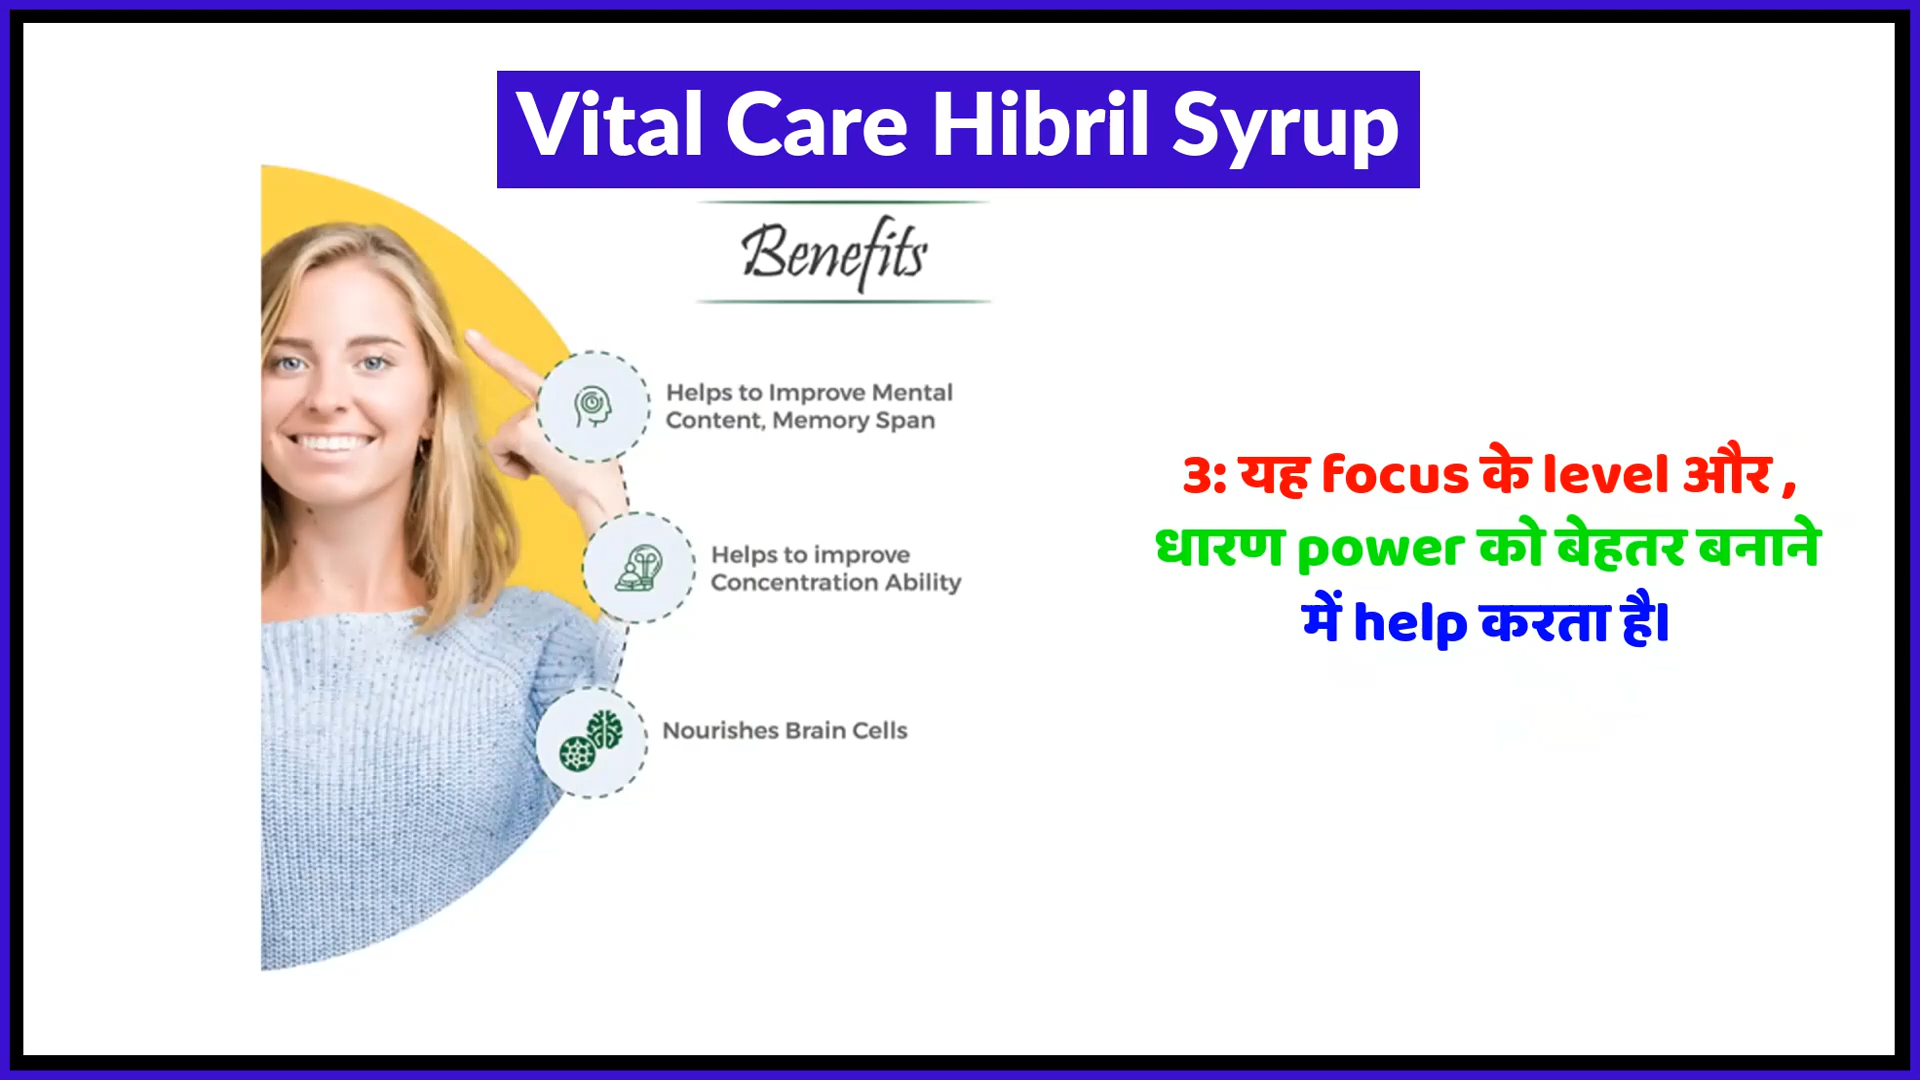 Vital Care Hibril Syrup
Benefits
Helps to Improve Mental
Content, Memory Span
Helps to improve
Concentration Ability
Nourishes Brain Cells
3: यह focus के level और ,
धारण power को बेहतर बनाने
में help करता है।